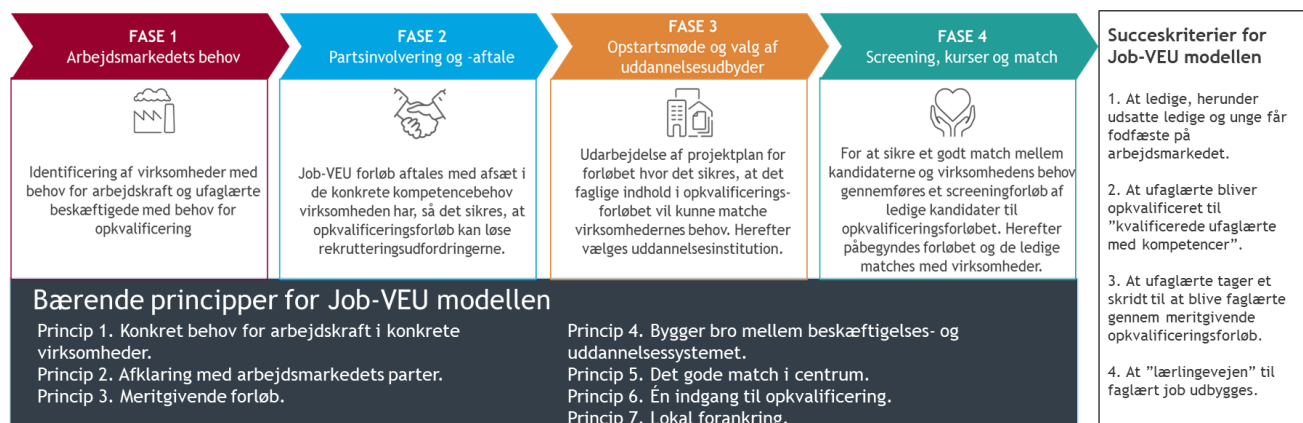 FASE 1
Arbejdsmarkedets behov
Identificering af virksomheder med
behov for arbejdskraft og ufaglærte
beskæftigede med behov for
opkvalificering
FASE 2
Partsinvolvering og -aftale
Job-VEU forløb aftales med afsæt i
de konkrete kompetencebehov
virksomheden har, så det sikres, at
opkvalificeringsforløb kan løse
rekrutteringsudfordringerne.
FASE 3
Opstartsmøde og valg af
uddannelsesudbyder
Udarbejdelse af projektplan for
forløbet hvor det sikres, at det
faglige indhold i opkvalificerings-
forløbet vil kunne matche
virksomhedernes behov. Herefter
vælges uddannelsesinstitution.
FASE 4
Screening, kurser og match
For at sikre et godt match mellem
kandidaterne og virksomhedens behov
gennemføres et screeningforløb af
ledige kandidater til
opkvalificeringsforløbet. Herefter
påbegyndes forløbet og de ledige
matches med virksomheder.
Bærende principper for Job-VEU modellen
Princip 1. Konkret behov for arbejdskraft i konkrete
virksomheder.
Princip 2. Afklaring med arbejdsmarkedets parter.
Princip 3. Meritgivende forløb.
Princip 4. Bygger bro mellem beskæftigelses- og
uddannelsessystemet.
Princip 5. Det gode match i centrum.
Princip 6. Én indgang til opkvalificering.
Princip 7. Lokal forankring.
Succeskriterier for
Job-VEU modellen
1. At ledige, herunder
udsatte ledige og unge får
fodfæste på
arbejdsmarkedet.
2. At ufaglærte bliver
opkvalificeret til
”kvalificerede ufaglærte
med kompetencer”.
3. At ufaglærte tager et
skridt til at blive faglærte
gennem meritgivende
opkvalificeringsforløb.
4. At ”lærlingevejen” til
faglært job udbygges.